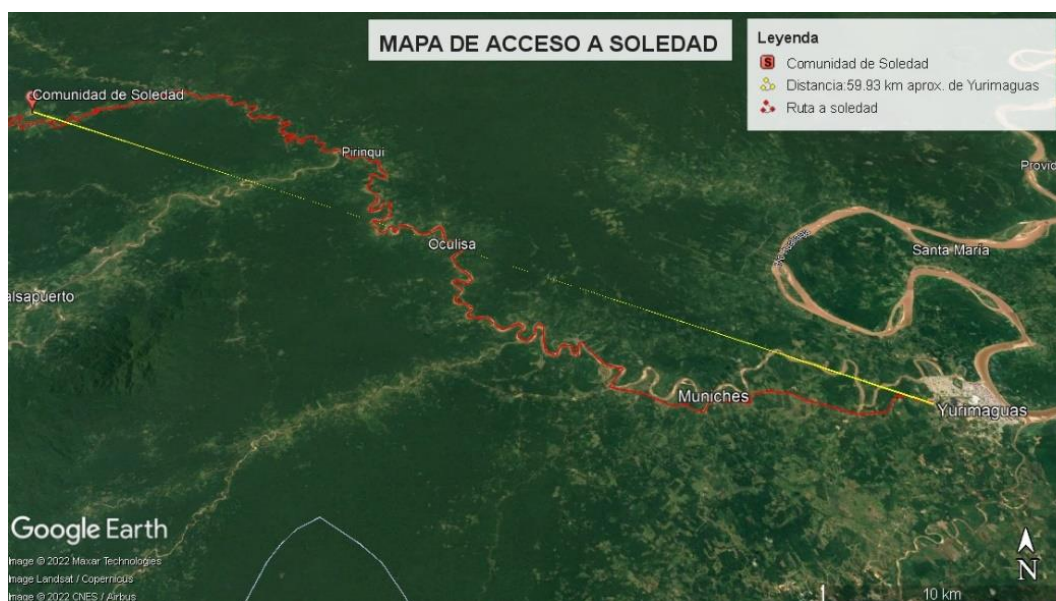 MAPA DE ACCESO A SOLEDAD
Leyenda
S Comunidad de Soledad
Distancia:59.93 km aprox. de Yurimaguas
Ruta a soledad
Comunidad de Soledad
Pirinqui
Provid
Oculisa
Santa María
alsapuerto
Muniches
Yurimaguas
Google Earth
Image © 2022 Maxar Technologies
Image Landsat / Copernicus
Image © 2022 CNES / Airbus
N
10 km